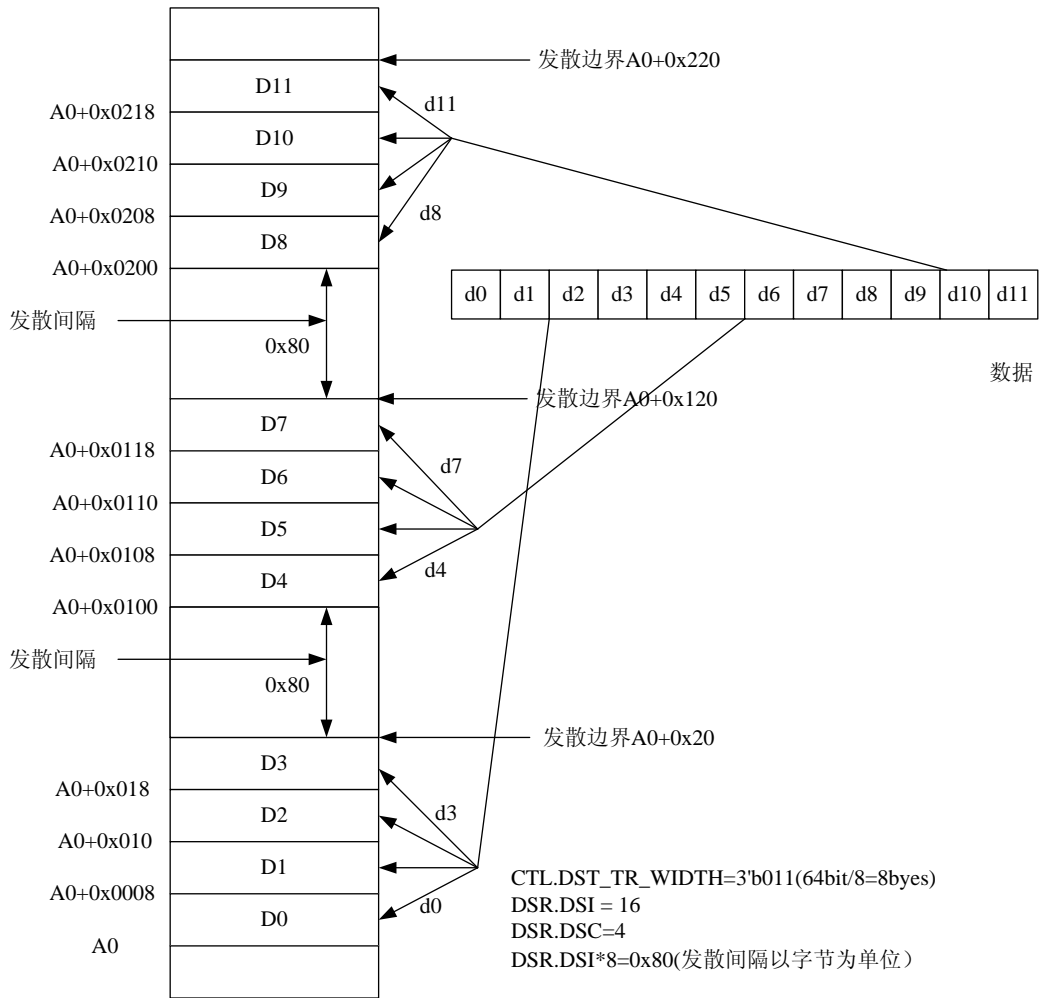 发散边界A0+0x220
D11
d11
A0+0x0218
D10
A0+0x0210
D9
A0+0x0208
d8
D8
A0+0x0200
d0 d1 d2 d3 d4 d5 d6 d7 d8 d9 d10 d11
发散间隔
0x80
数据
发散边界A0+0x120
D7
A0+0x0118
d7
D6
A0+0x0110
D5
A0+0x0108
d4
D4
A0+0x0100
发散间隔
0x80
发散边界A0+0x20
D3
A0+0x018
d3
D2
A0+0x010
D1
A0+0x0008
d0
D0
A0
CTL.DST_TR_WIDTH=3'b011(64bit/8=8byes)
DSR.DSI = 16
DSR.DSC=4
DSR.DSI*8=0x80(发散间隔以字节为单位）